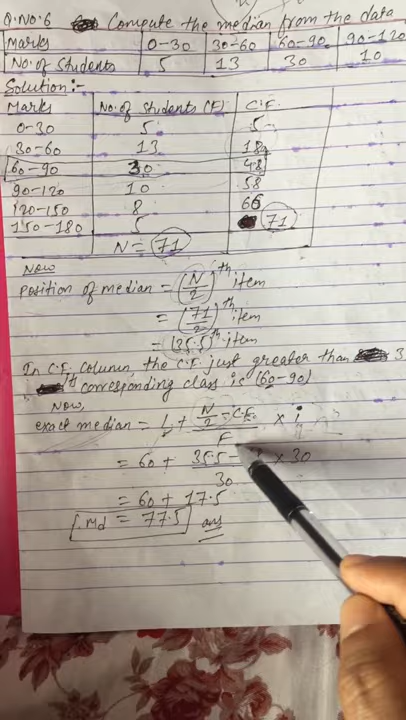 Q.No:6 Compute the median from the data
Marks 0-30 30-60 60-90 90-120
No. of Students 5 13 30 10
Solution:-
Marks No. of Students (F) C.F.
0-30 5 5
30-60 13 18
60-90 30 48
90-120 10 58
120-150 8 66
150-180 5 71
N = 71
Now
position of median = (N/2)th item
= (71/2)th item
= (35.5)th item
In C.F. Column, the C.F. just greater than 3
corresponding class is (60-90)
Now,
exact median = L + N/2 - C.F. / F × i
= 60 + 35.5 - / 30 × 30
= 60 + 17.5
Md = 77.5 ans